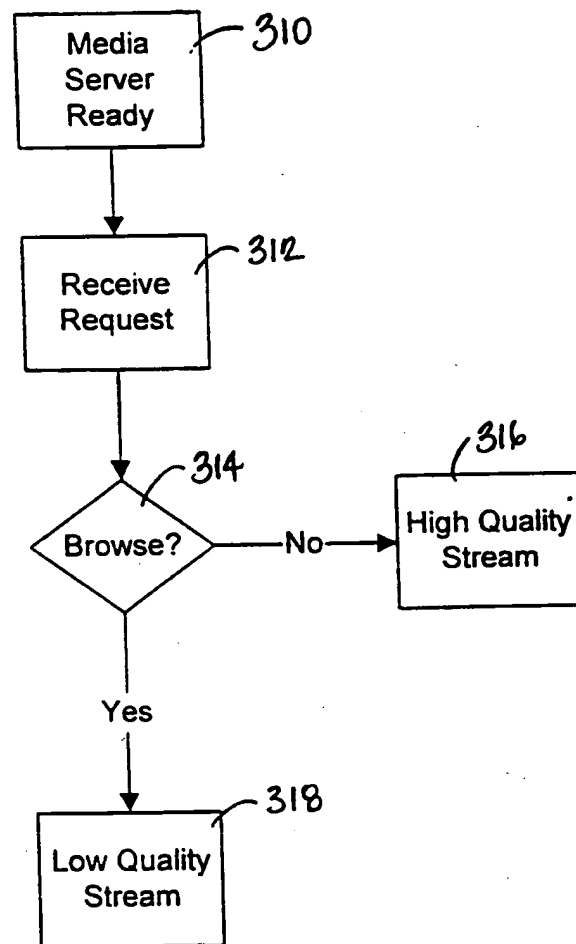 Media
Server
Ready
310
Receive
Request
312
314
Browse?
No
316
High Quality
Stream
Yes
318
Low Quality
Stream